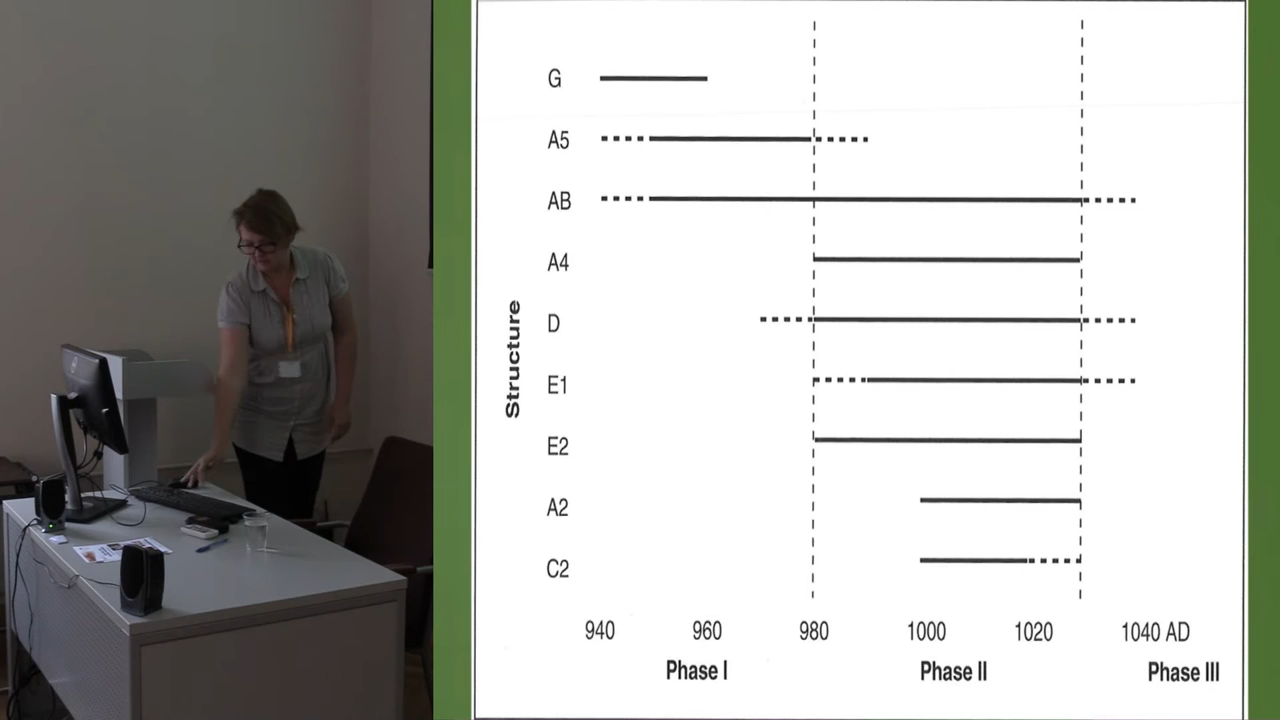 G
A5
AB
A4
D
E1
E2
A2
C2
Structure
940 960 980 1000 1020 1040 AD
Phase I Phase II Phase III